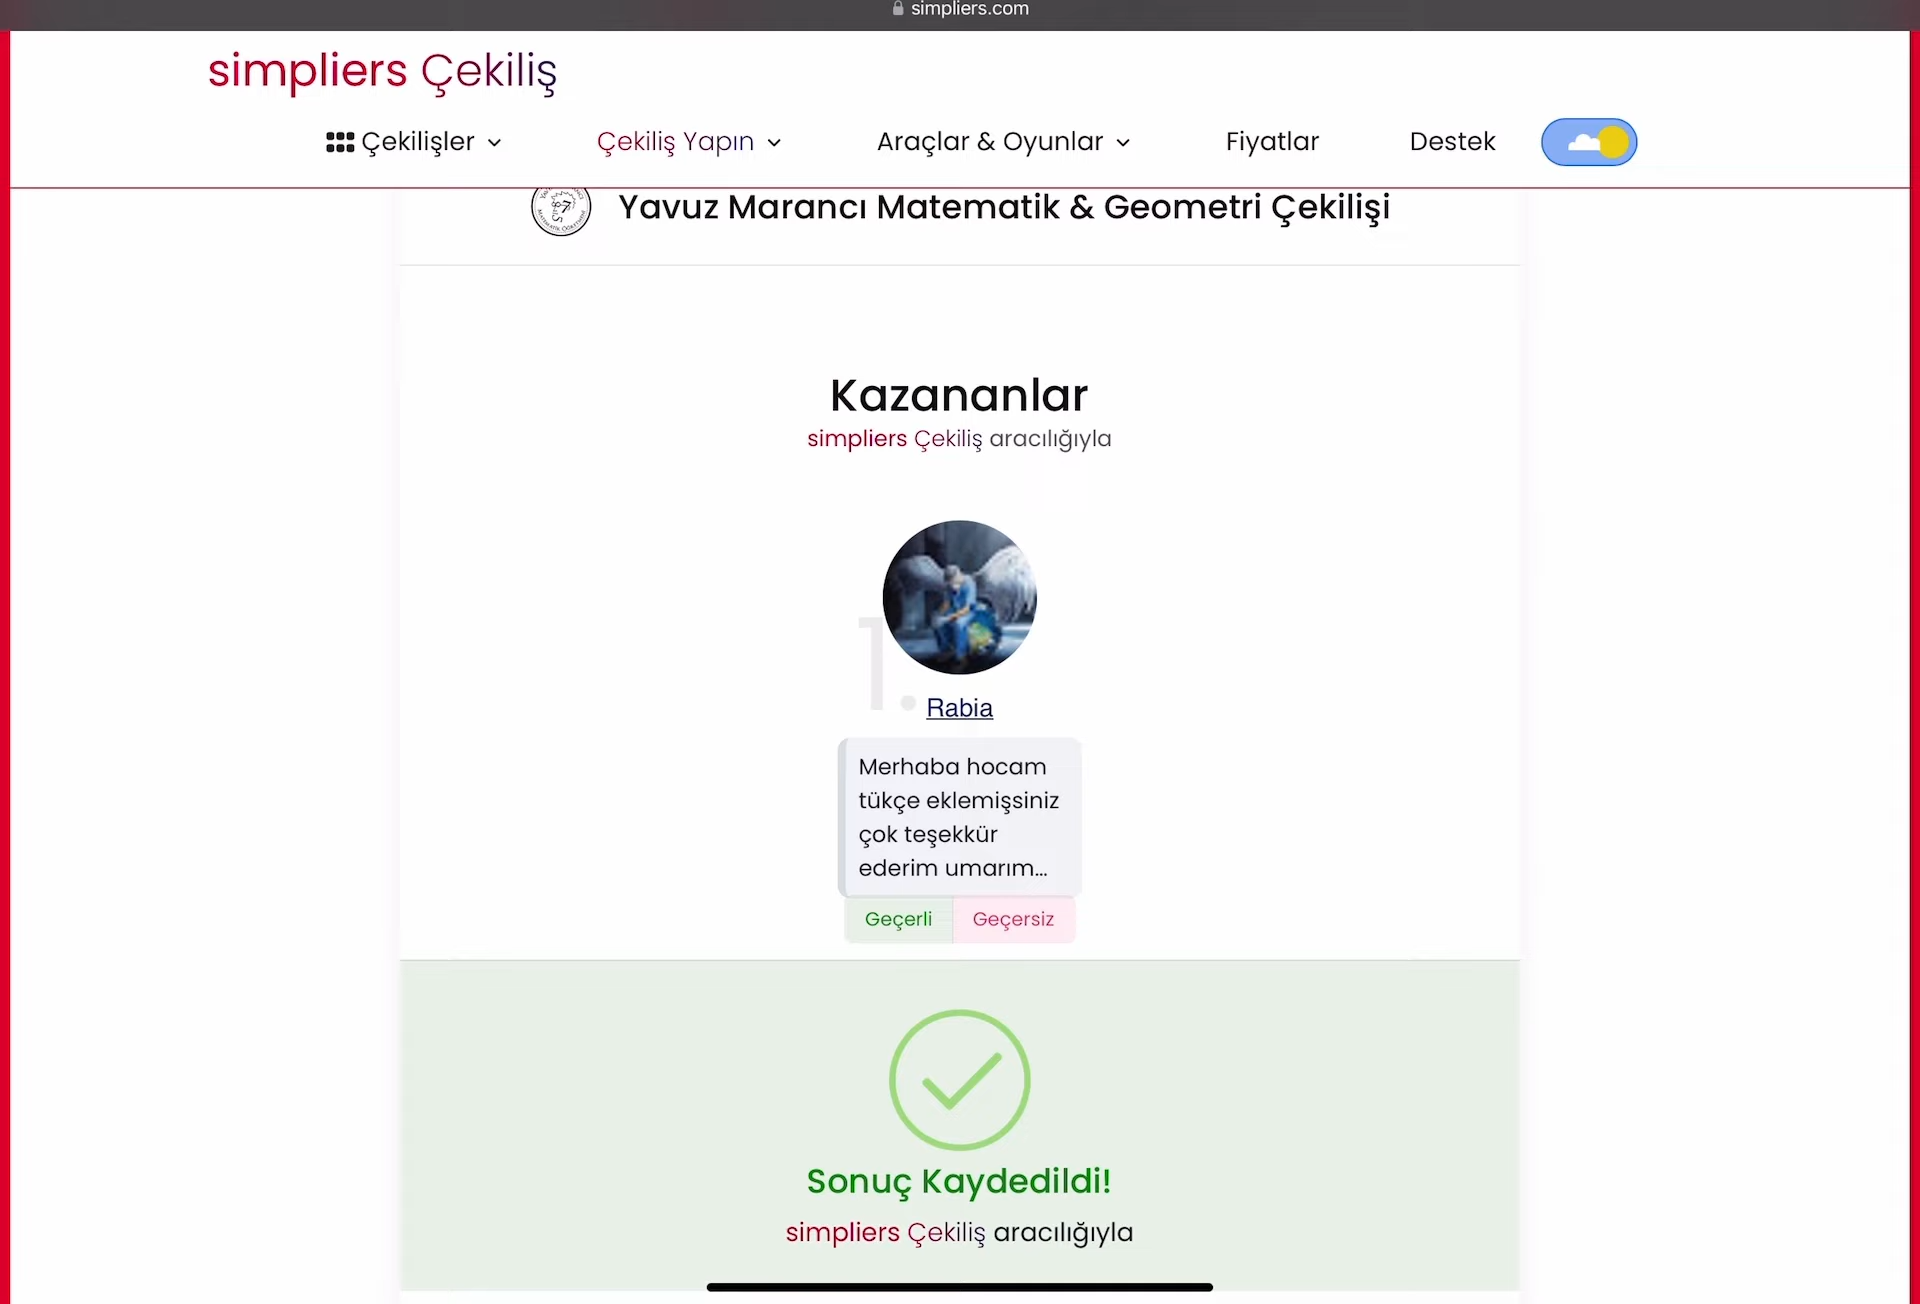 simpliers.com
simpliers Çekiliş
Çekilişler
Çekiliş Yapın
Araçlar & Oyunlar
Fiyatlar
Destek
Yavuz Marancı Matematik & Geometri Çekilişi
Kazananlar
simpliers Çekiliş aracılığıyla
1.
Rabia
Merhaba hocam
tükçe eklemişsiniz
çok teşekkür
ederim umarım...
Geçerli
Geçersiz
Sonuç Kaydedildi!
simpliers Çekiliş aracılığıyla